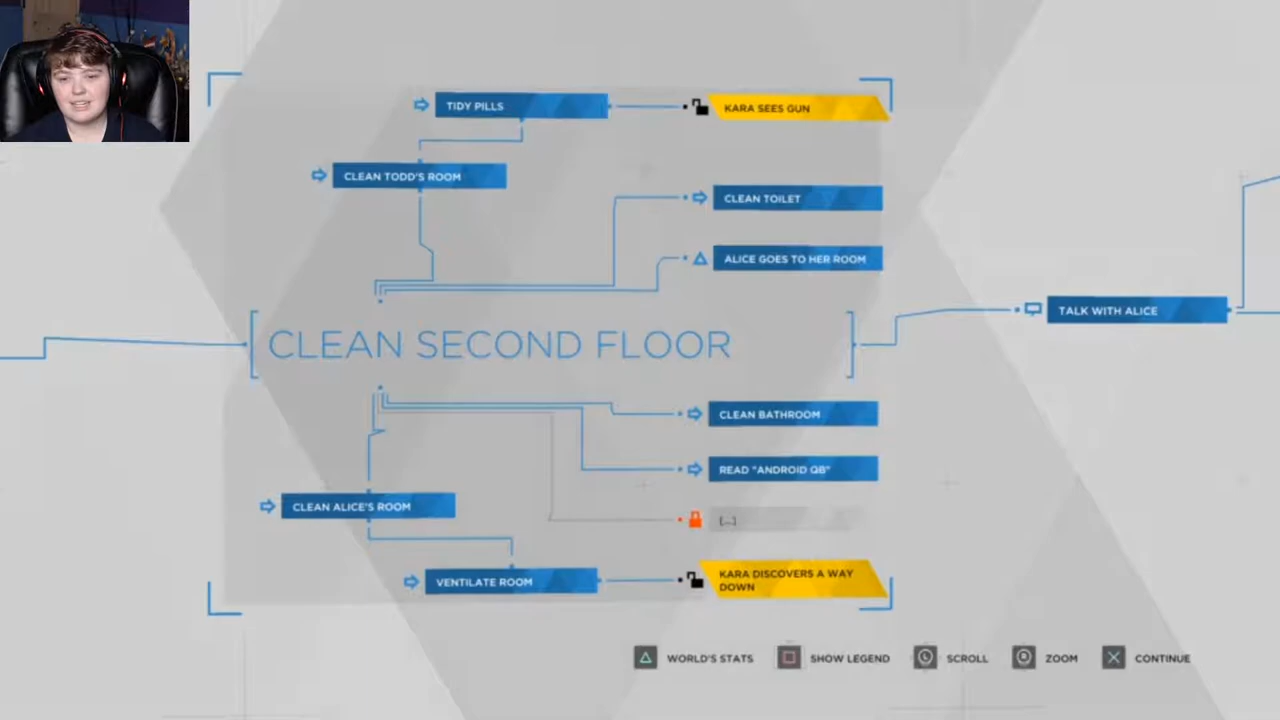 TIDY PILLS
KARA SEES GUN
CLEAN TODD'S ROOM
CLEAN TOILET
ALICE GOES TO HER ROOM
TALK WITH ALICE
CLEAN SECOND FLOOR
CLEAN BATHROOM
READ "ANDROID QB"
CLEAN ALICE'S ROOM
[...]
VENTILATE ROOM
KARA DISCOVERS A WAY
DOWN
WORLD'S STATS
SHOW LEGEND
L
SCROLL
R
ZOOM
CONTINUE